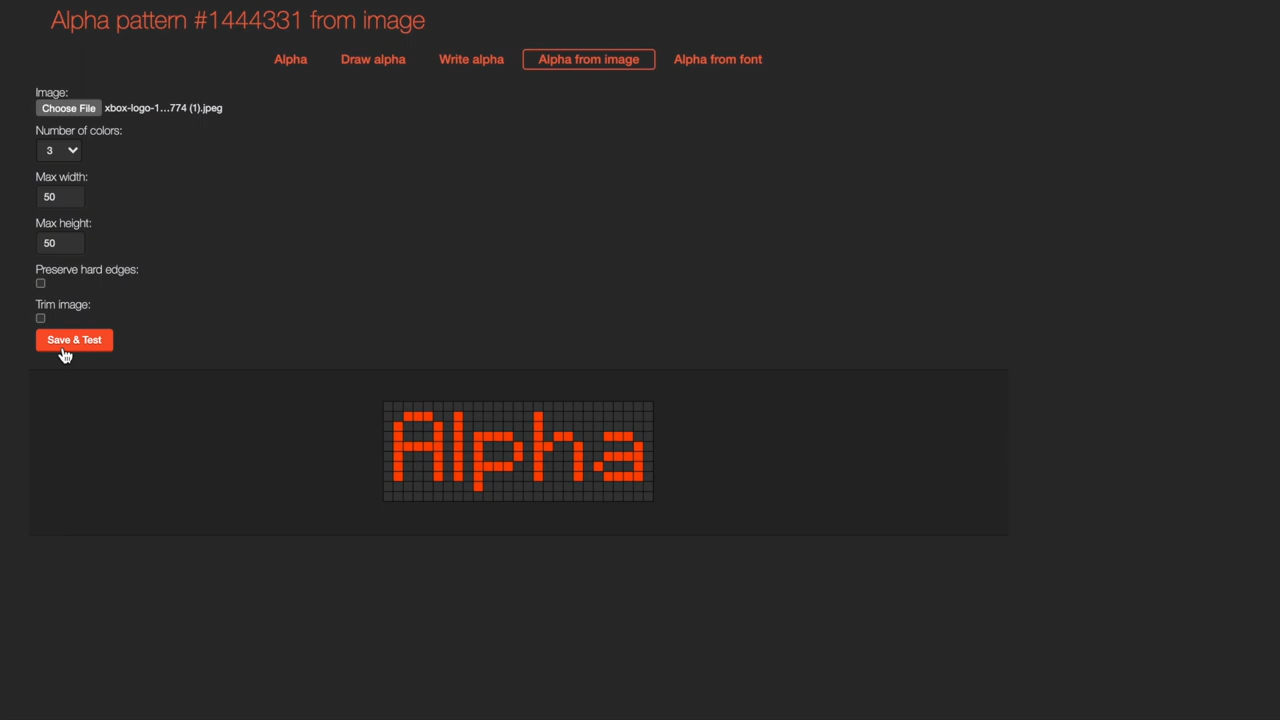 Alpha pattern #1444331 from image
Alpha Draw alpha Write alpha Alpha from image Alpha from font
Image:
Choose File xbox-logo-1...774 (1).jpeg
Number of colors:
3
Max width:
50
Max height:
50
Preserve hard edges:
Trim image:
Save & Test
Alpha